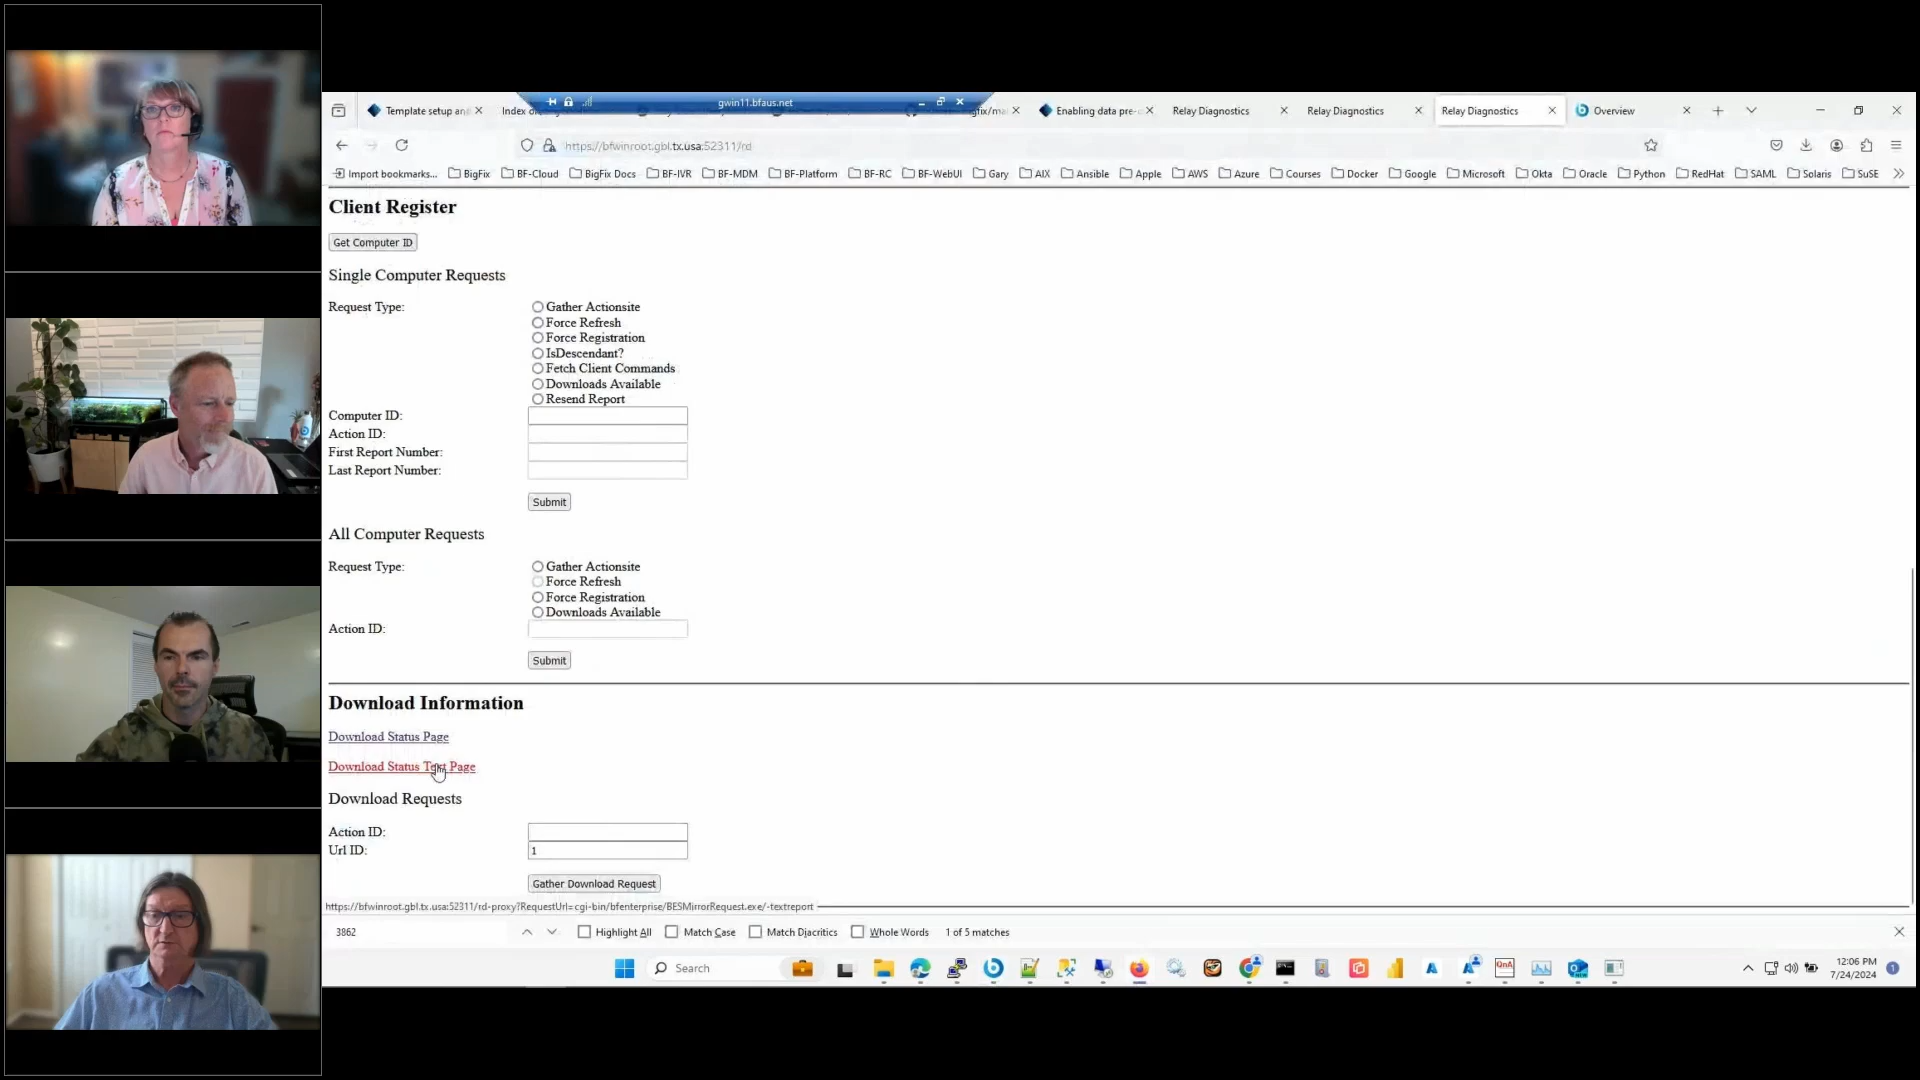 gwin11.bfaus.net
Template setup and
Index o
gfix/ma
Enabling data pre-
Relay Diagnostics
Relay Diagnostics
Relay Diagnostics
Overview
https://bfwinroot.gbl.tx.usa:52311/rd
Import bookmarks... BigFix BF-Cloud BigFix Docs BF-IVR BF-MDM BF-Platform BF-RC BF-WebUI Gary AIX Ansible Apple AWS Azure Courses Docker Google Microsoft Okta Oracle Python RedHat SAML Solaris SuSE
Client Register
Get Computer ID
Single Computer Requests
Request Type:
Gather Actionsite
Force Refresh
Force Registration
IsDescendant?
Fetch Client Commands
Downloads Available
Resend Report
Computer ID:
Action ID:
First Report Number:
Last Report Number:
Submit
All Computer Requests
Request Type:
Gather Actionsite
Force Refresh
Force Registration
Downloads Available
Action ID:
Submit
Download Information
Download Status Page
Download Status Text Page
Download Requests
Action ID:
Url ID: 1
Gather Download Request
https://bfwinroot.gbl.tx.usa:52311/rd-proxy?RequestUrl=cgi-bin/bfenterprise/BESMirrorRequest.exe/-textreport
3862 Highlight All Match Case Match Diacritics Whole Words 1 of 5 matches
Search
QnA
12:06 PM
7/24/2024
1